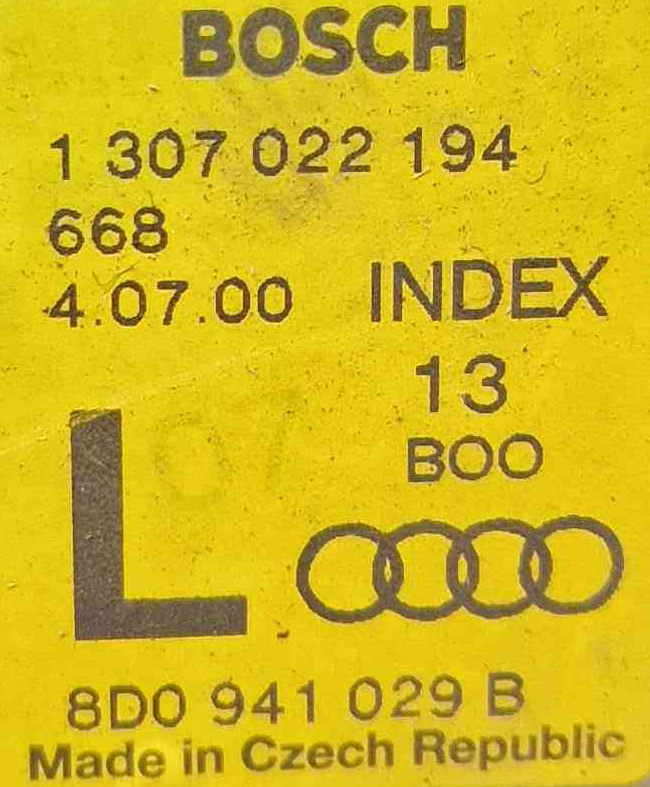 BOSCH
1 307 022 194
668
4.07.00 INDEX
13
BOO
L
8D0 941 029 B
Made in Czech Republic